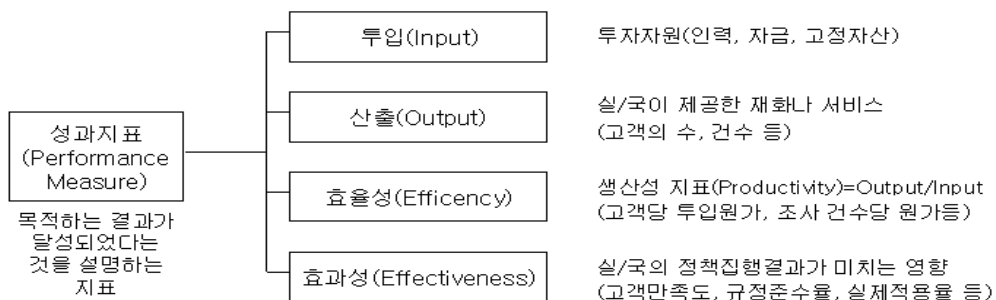 성과지표
(Performance
Measure)
목적하는 결과가
달성되었다는
것을 설명하는
지표
투입(Input)
투자자원(인력, 자금, 고정자산)
산출(Output)
실/국이 제공한 재화나 서비스
(고객의 수, 건수 등)
효율성(Efficency)
생산성 지표(Productivity)=Output/Input
(고객당 투입원가, 조사 건수당 원가등)
효과성(Effectiveness)
실/국의 정책집행결과가 미치는 영향
(고객만족도, 규정준수율, 실제적용율 등)